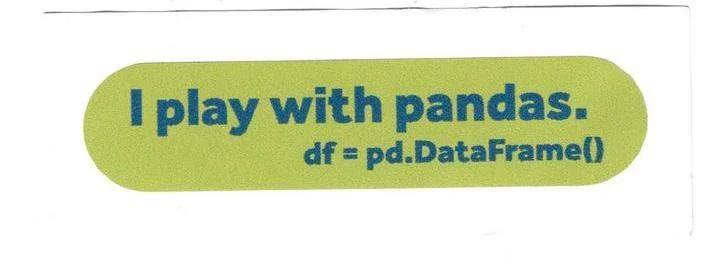 I play with pandas.
df = pd.DataFrame()